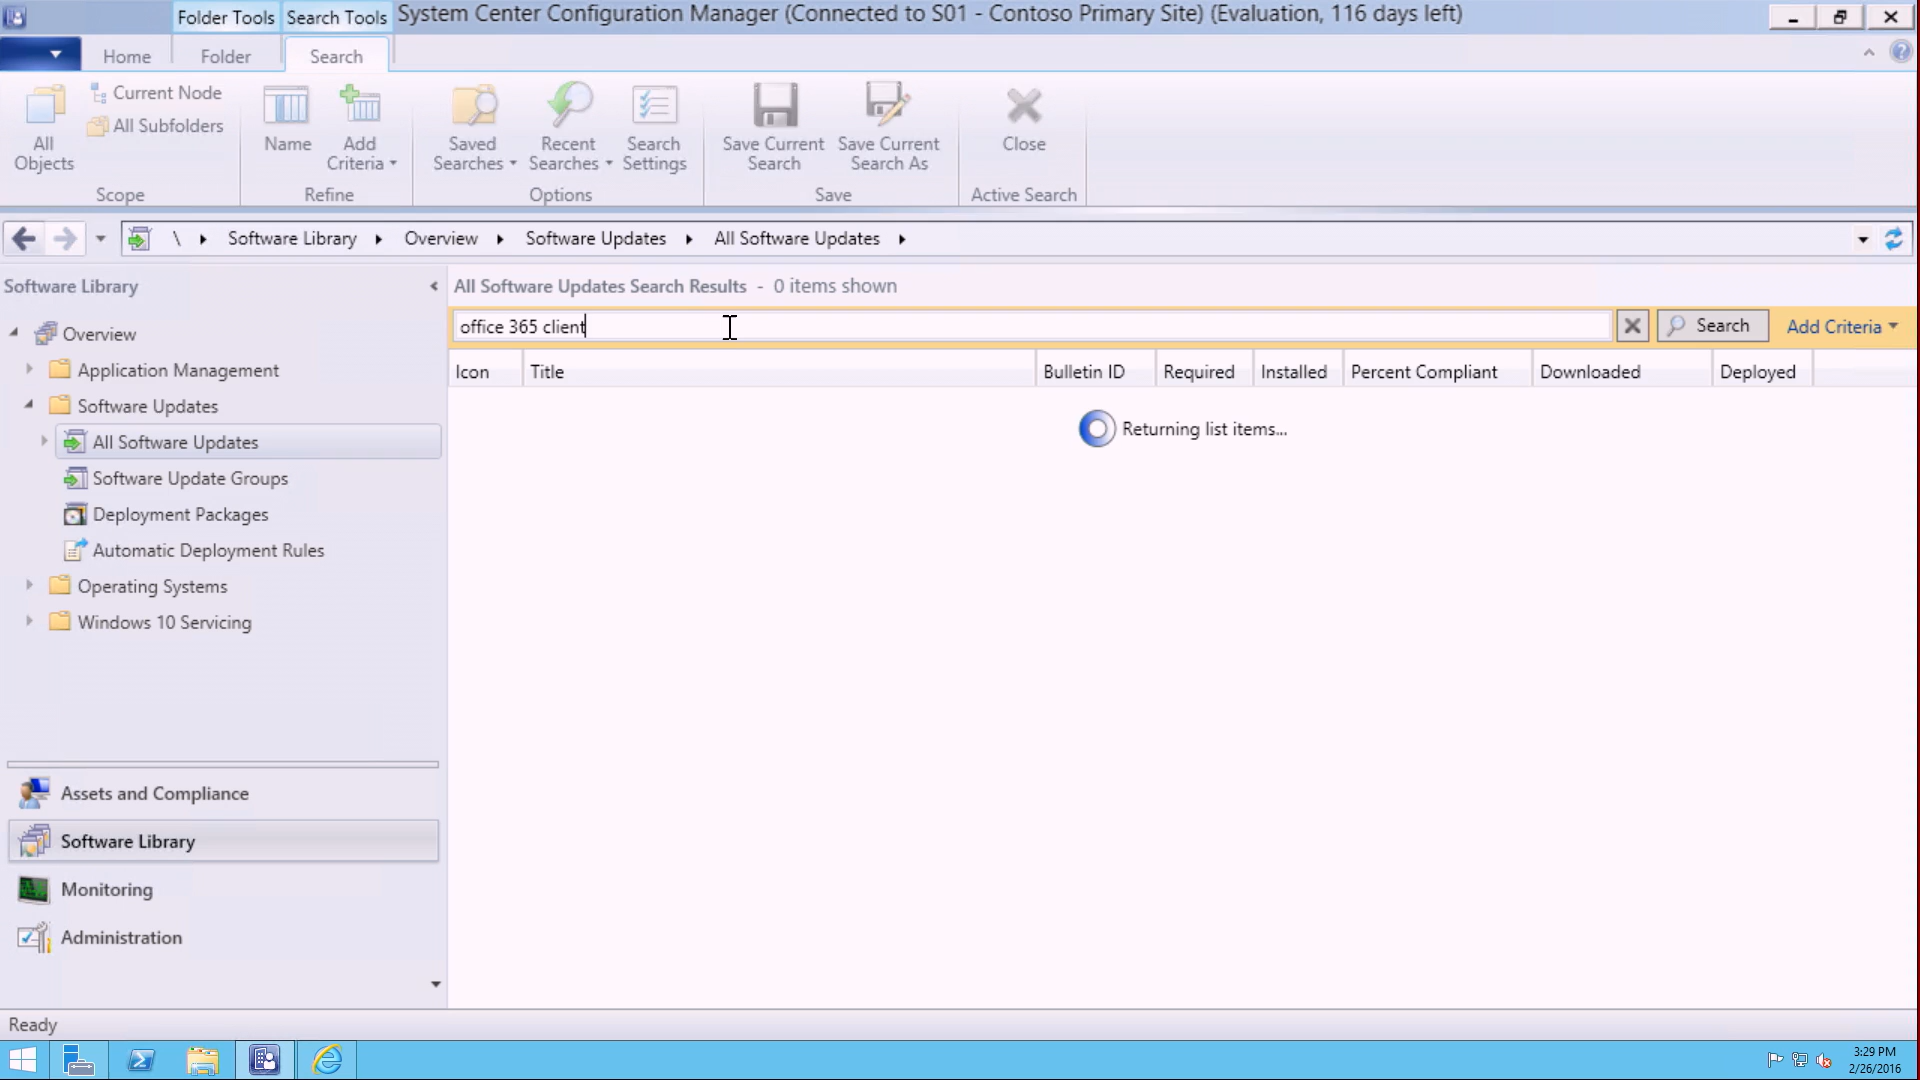 Folder Tools Search Tools System Center Configuration Manager (Connected to S01 - Contoso Primary Site) (Evaluation, 116 days left)
Home Folder Search
All Objects
Current Node
All Subfolders
Name
Add Criteria
Saved Searches
Recent Searches
Search Settings
Save Current Search
Save Current Search As
Close
Scope Refine Options Save Active Search
\ Software Library Overview Software Updates All Software Updates
Software Library
Overview
Application Management
Software Updates
All Software Updates
Software Update Groups
Deployment Packages
Automatic Deployment Rules
Operating Systems
Windows 10 Servicing
Assets and Compliance
Software Library
Monitoring
Administration
All Software Updates Search Results - 0 items shown
office 365 client Search Add Criteria
Icon Title Bulletin ID Required Installed Percent Compliant Downloaded Deployed
Returning list items...
Ready
3:29 PM
2/26/2016